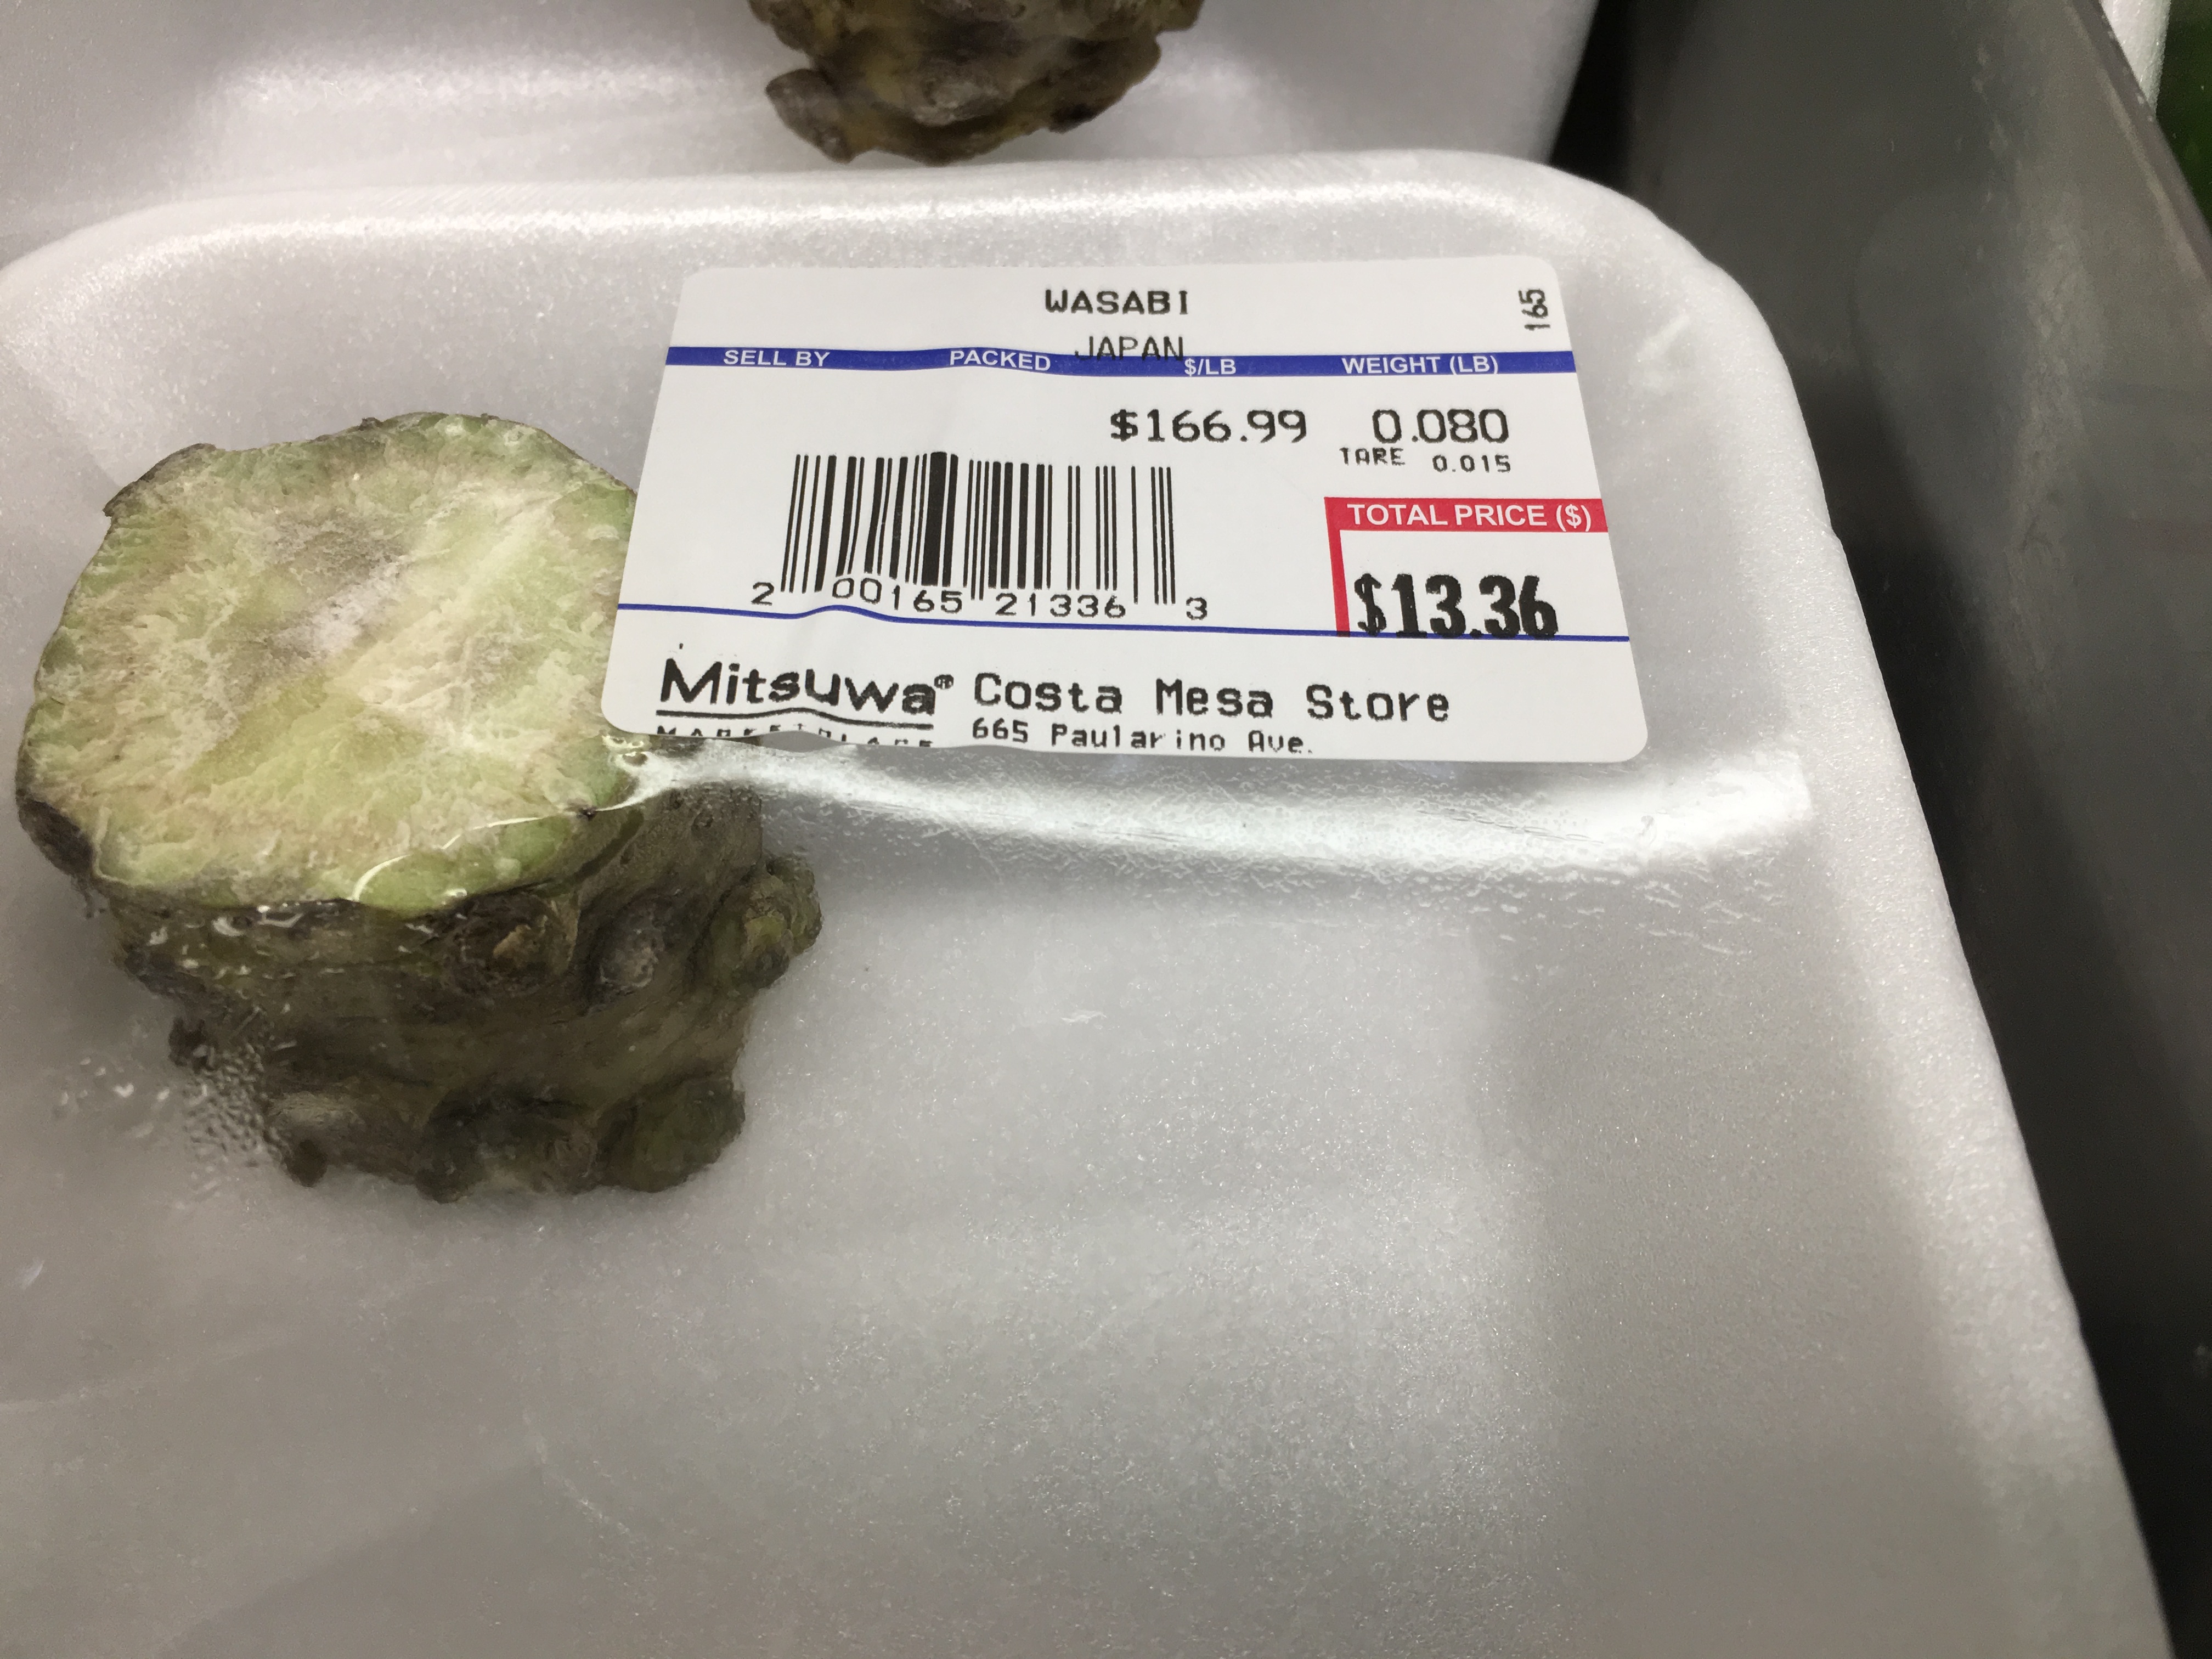 WASABI
165
JAPAN
SELL BY PACKED $/LB WEIGHT (LB)
$166.99 0.080
TARE 0.015
TOTAL PRICE ($)
$13.36
2 00165 21336 3
Mitsuwa® Costa Mesa Store
MARKETPLACE 665 Paularino Ave.